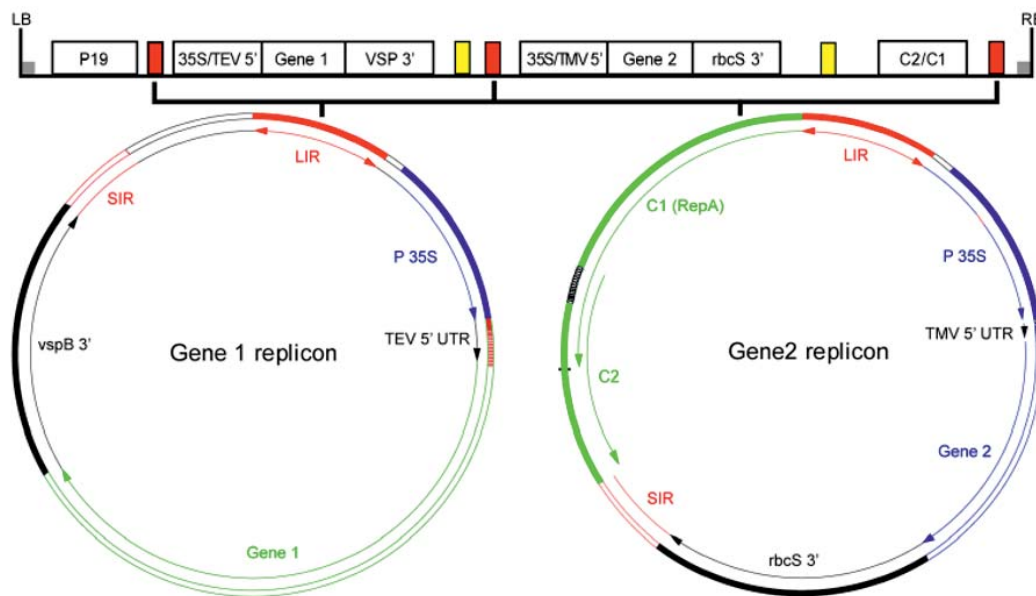 LB
RB
P19
35S/TEV 5'
Gene 1
VSP 3'
35S/TMV 5'
Gene 2
rbcS 3'
C2/C1
LIR
SIR
P 35S
TEV 5' UTR
vspB 3'
Gene 1 replicon
Gene 1
LIR
C1 (RepA)
P 35S
TMV 5' UTR
Gene2 replicon
C2
Gene 2
SIR
rbcS 3'